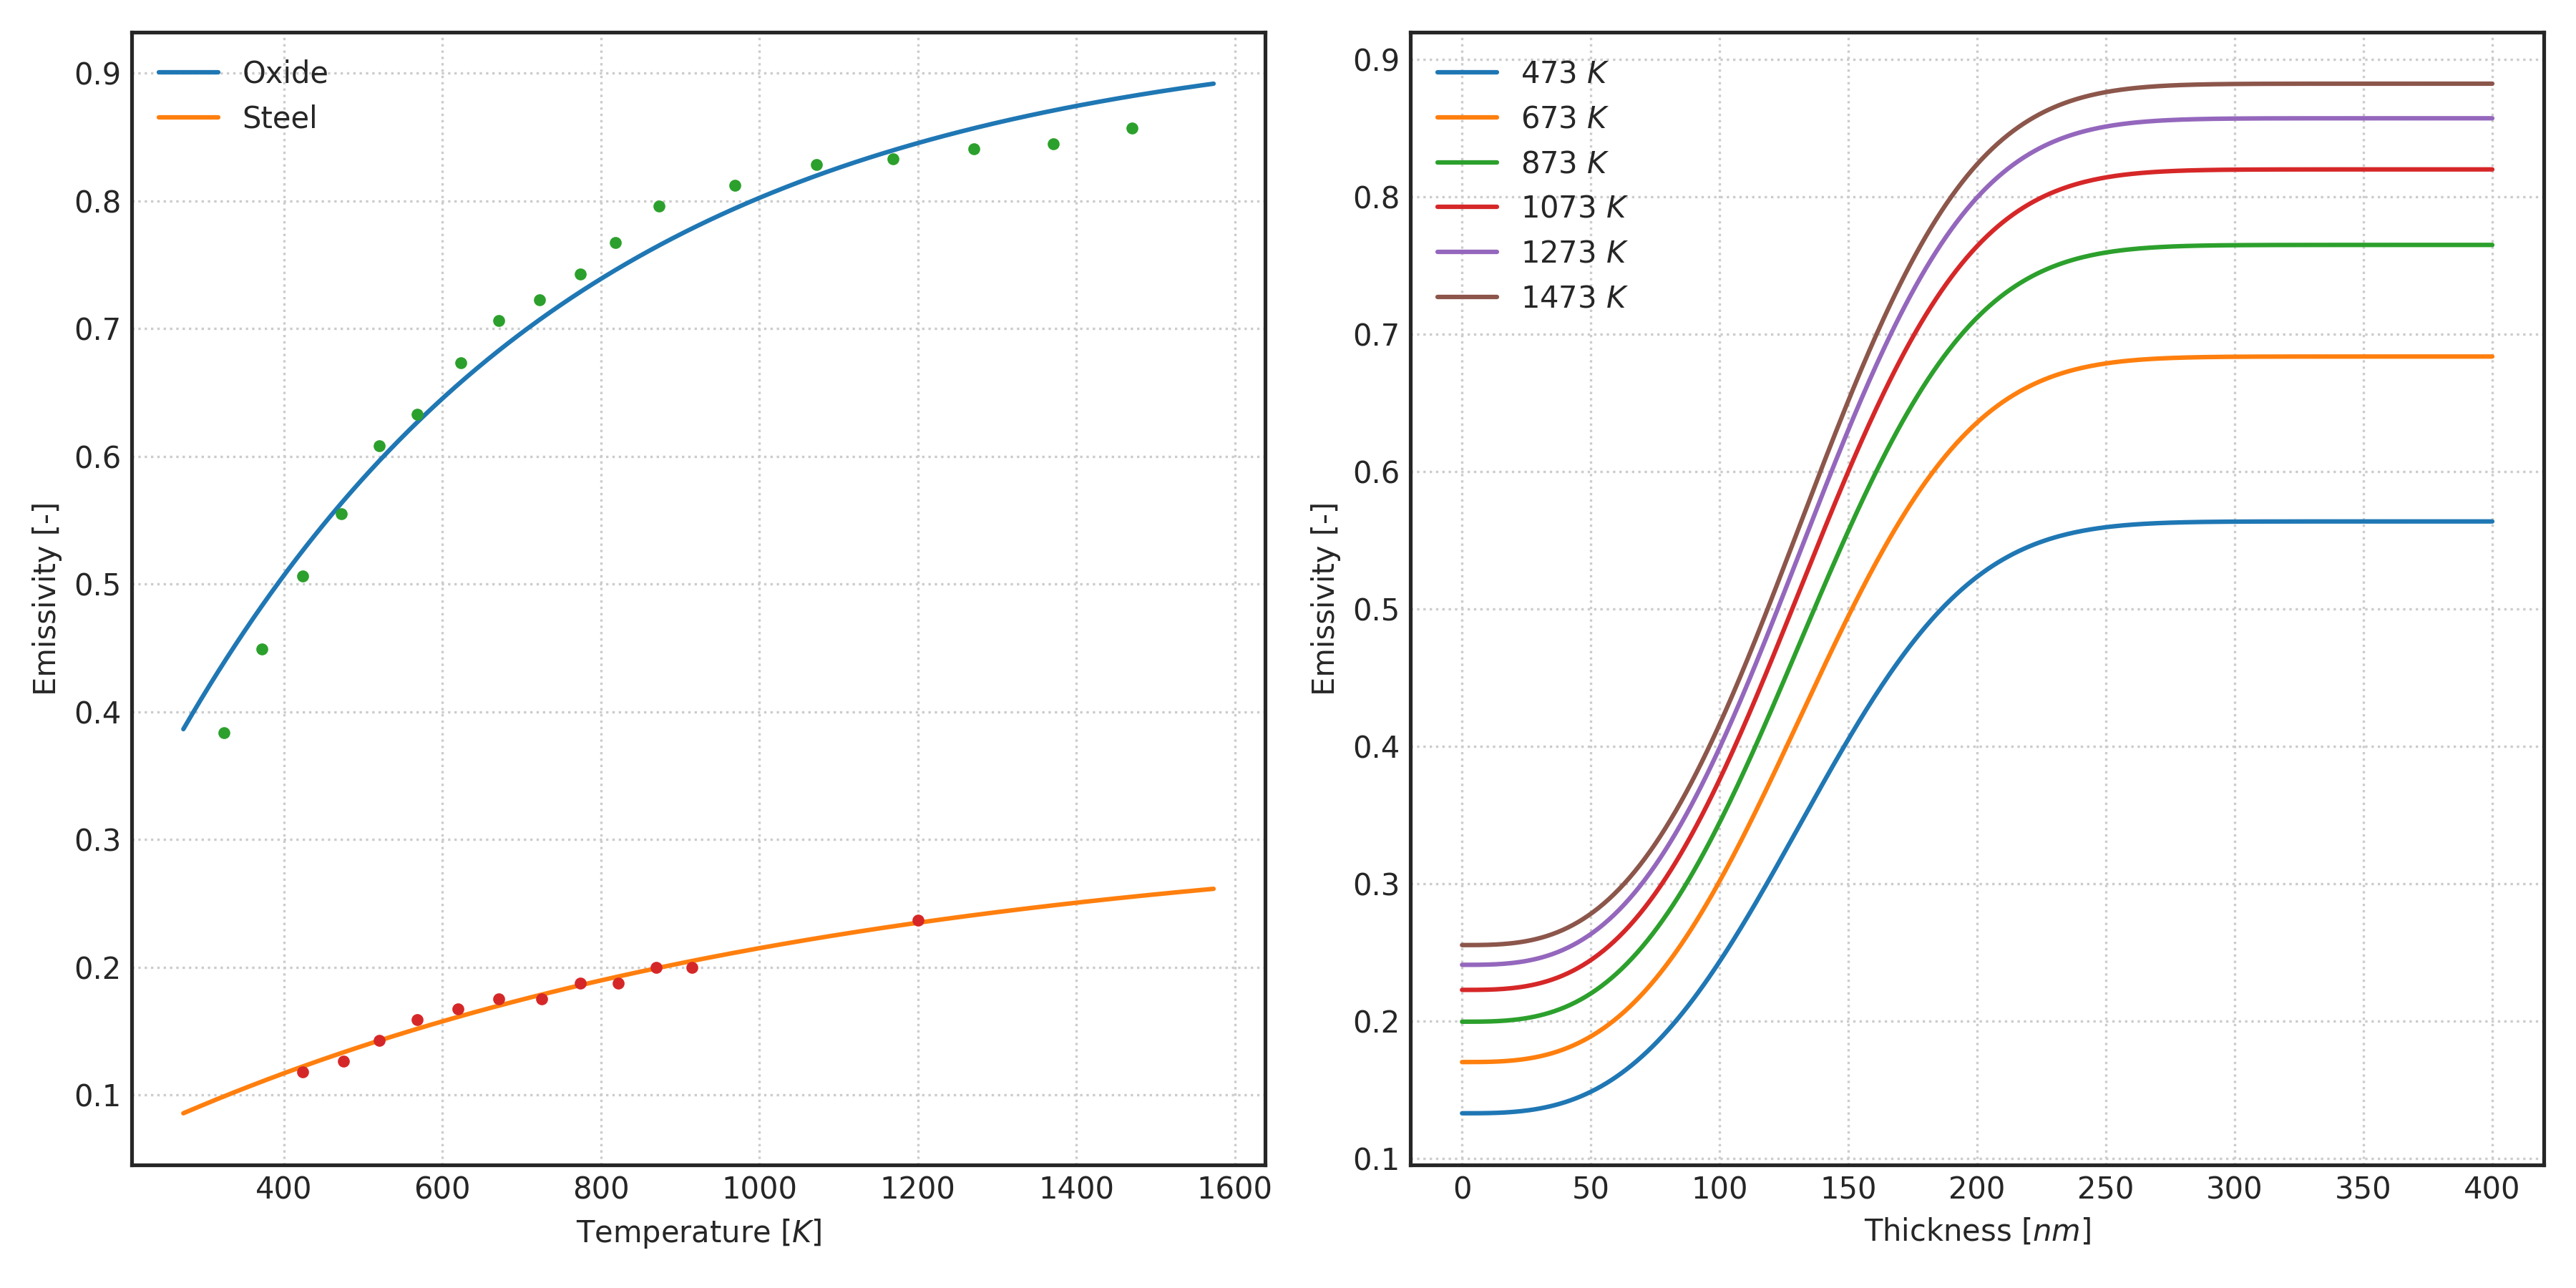 Oxide
Steel
0.9
0.8
0.7
0.6
0.5
0.4
0.3
0.2
0.1
Emissivity [-]
400 600 800 1000 1200 1400 1600
Temperature [K]
473 K
673 K
873 K
1073 K
1273 K
1473 K
0.9
0.8
0.7
0.6
0.5
0.4
0.3
0.2
0.1
Emissivity [-]
0 50 100 150 200 250 300 350 400
Thickness [nm]